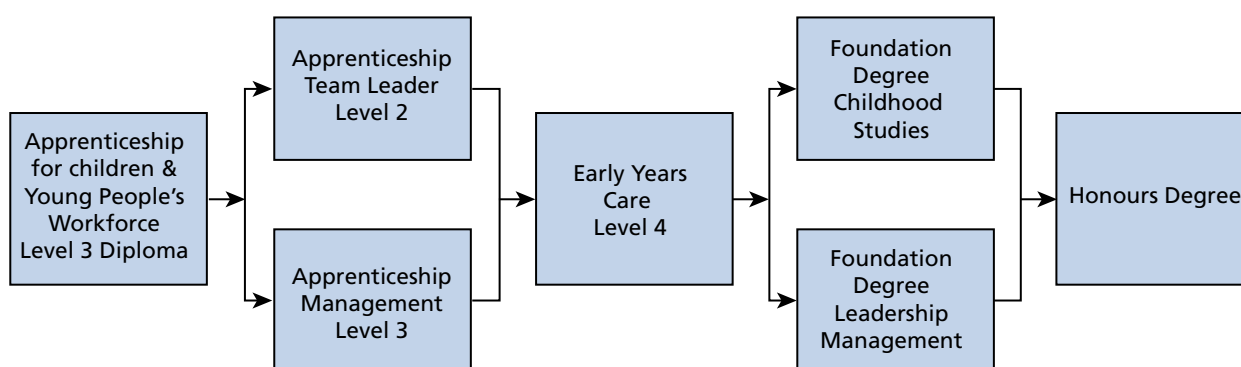 Apprenticeship
for children &
Young People's
Workforce
Level 3 Diploma
Apprenticeship
Team Leader
Level 2
Apprenticeship
Management
Level 3
Early Years
Care
Level 4
Foundation
Degree
Childhood
Studies
Foundation
Degree
Leadership
Management
Honours Degree